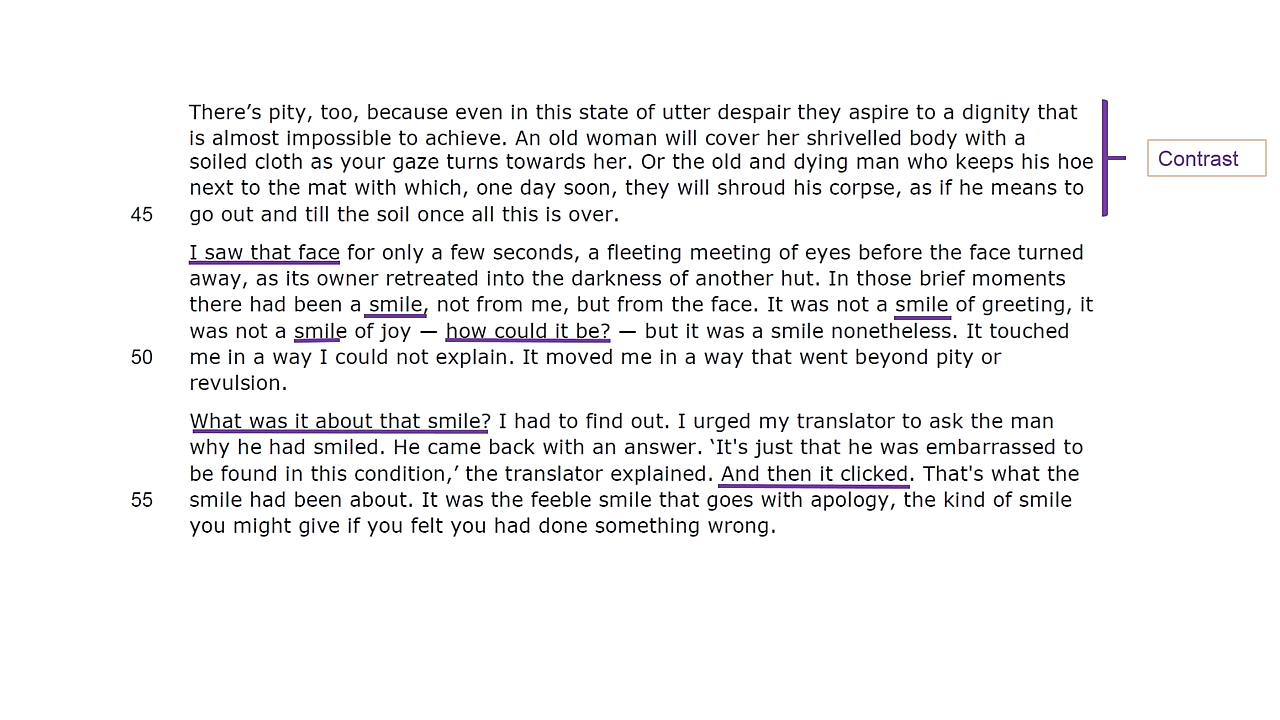 There’s pity, too, because even in this state of utter despair they aspire to a dignity that
is almost impossible to achieve. An old woman will cover her shrivelled body with a
soiled cloth as your gaze turns towards her. Or the old and dying man who keeps his hoe
next to the mat with which, one day soon, they will shroud his corpse, as if he means to
45 go out and till the soil once all this is over.
Contrast
I saw that face for only a few seconds, a fleeting meeting of eyes before the face turned
away, as its owner retreated into the darkness of another hut. In those brief moments
there had been a smile, not from me, but from the face. It was not a smile of greeting, it
was not a smile of joy — how could it be? — but it was a smile nonetheless. It touched
50 me in a way I could not explain. It moved me in a way that went beyond pity or
revulsion.
What was it about that smile? I had to find out. I urged my translator to ask the man
why he had smiled. He came back with an answer. ‘It's just that he was embarrassed to
be found in this condition,’ the translator explained. And then it clicked. That's what the
55 smile had been about. It was the feeble smile that goes with apology, the kind of smile
you might give if you felt you had done something wrong.